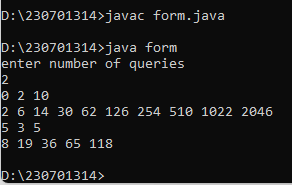 D:\230701314>javac form.java
D:\230701314>java form
enter number of queries
2
0 2 10
2 6 14 30 62 126 254 510 1022 2046
5 3 5
8 19 36 65 118
D:\230701314>